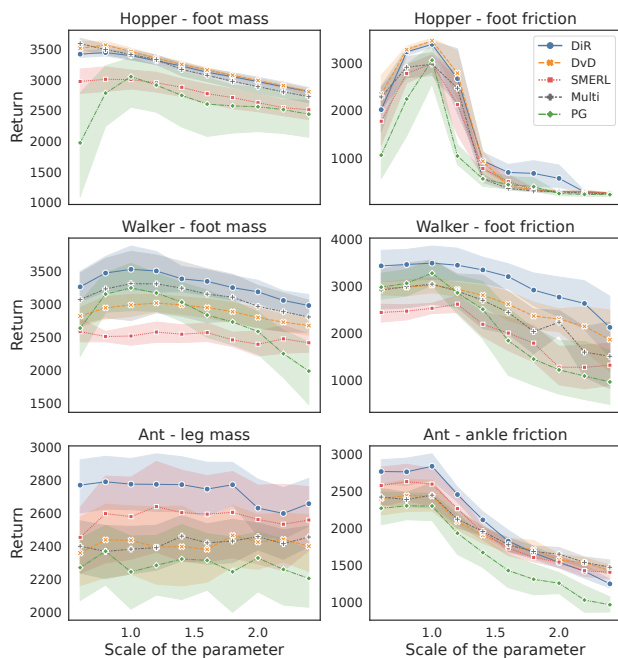 Hopper - foot mass
Hopper - foot friction
Return
3500
3000
2500
2000
1500
1000
3000
2000
1000
DiR
DvD
SMERL
Multi
PG
Walker - foot mass
Walker - foot friction
Return
3500
3000
2500
2000
1500
4000
3000
2000
1000
Ant - leg mass
Ant - ankle friction
Return
3000
2800
2600
2400
2200
2000
3000
2500
2000
1500
1000
1.0 1.5 2.0
1.0 1.5 2.0
Scale of the parameter
Scale of the parameter